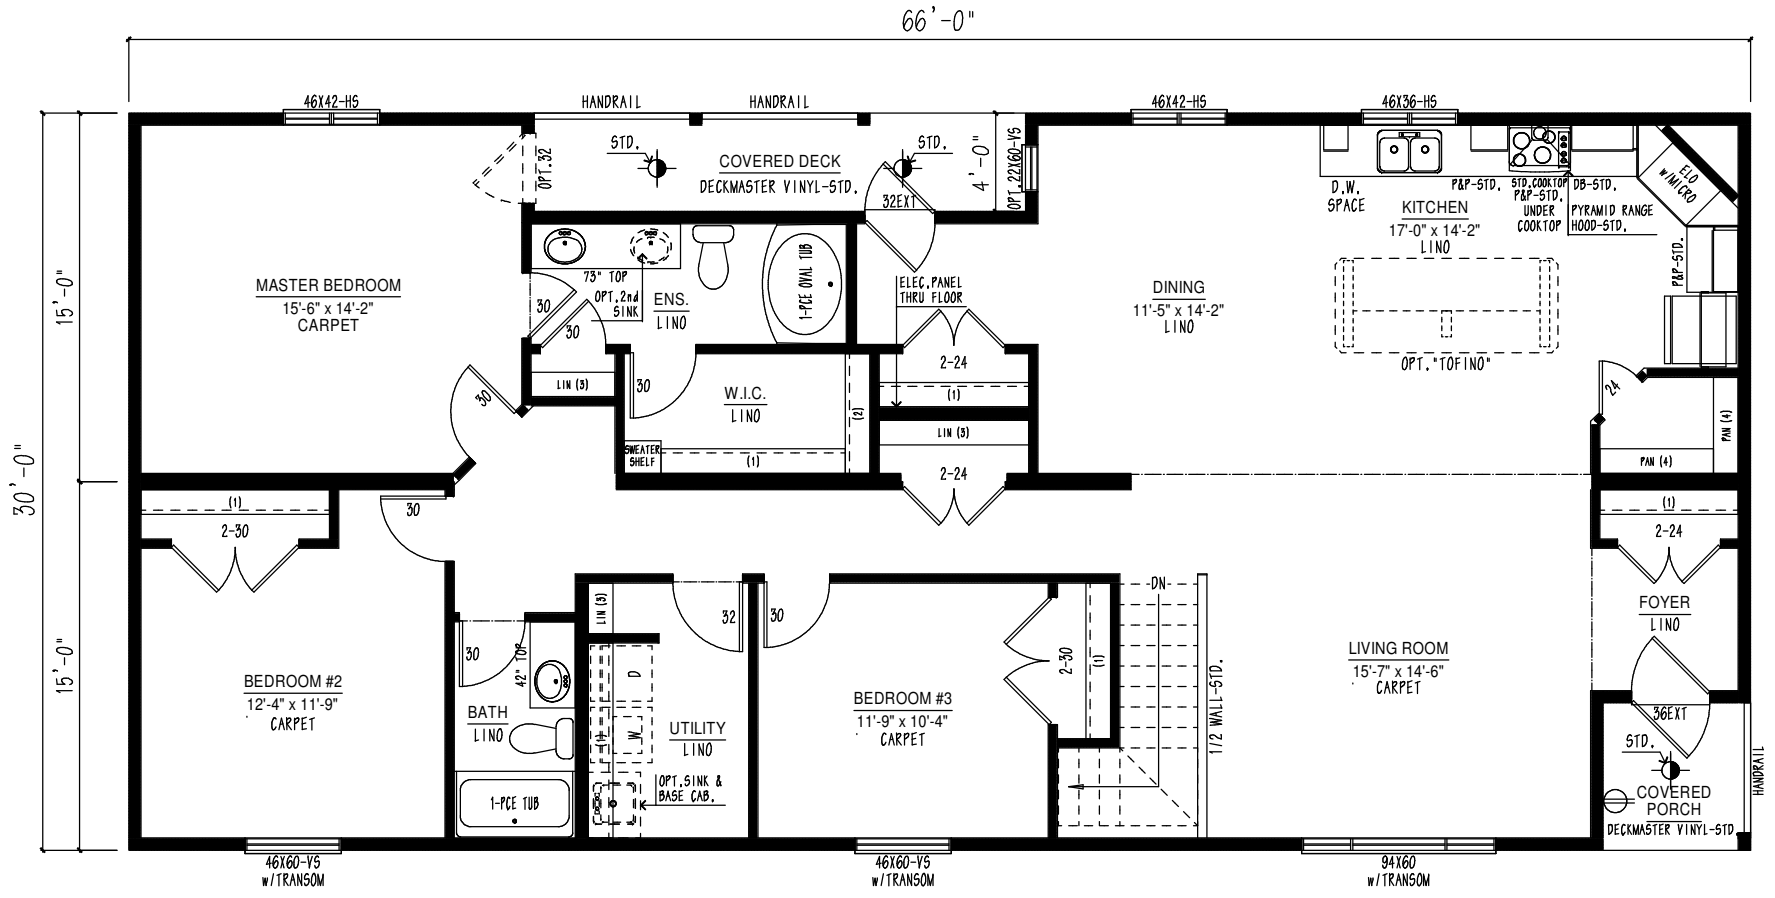 66'-0"
46X42-HS
HANDRAIL
HANDRAIL
46X42-HS
46X36-HS
STD.
STD.
COVERED DECK
DECKMASTER VINYL-STD.
OPT.32
4'-0"
OPT.22X60-VS
32EXT
D.W.
SPACE
P&P-STD.
STD.COOKTOP
P&P-STD.
UNDER
COOKTOP
DB-STD.
PYRAMID RANGE
HOOD-STD.
ELO
w/MICRO
KITCHEN
17'-0" x 14'-2"
LINO
P&P-STD.
15'-0"
30'-0"
15'-0"
MASTER BEDROOM
15'-6" x 14'-2"
CARPET
73" TOP
OPT.2nd
SINK
ENS.
LINO
1-PCE OVAL TUB
30
30
ELEC.PANEL
THRU FLOOR
DINING
11'-5" x 14'-2"
LINO
OPT."TOFINO"
LIN (3)
30
30
W.I.C.
LINO
(2)
SWEATER
SHELF
(1)
2-24
(1)
LIN (3)
2-24
24
PAN (4)
PAN (4)
(1)
2-30
30
(1)
2-24
FOYER
LINO
LIN (3)
32
30
DN
30
42" TOP
BEDROOM #2
12'-4" x 11'-9"
CARPET
BATH
LINO
1-PCE TUB
D
W
(1)
UTILITY
LINO
OPT.SINK &
BASE CAB.
BEDROOM #3
11'-9" x 10'-4"
CARPET
2-30
(1)
1/2 WALL-STD.
LIVING ROOM
15'-7" x 14'-6"
CARPET
36EXT
STD.
COVERED
PORCH
DECKMASTER VINYL-STD.
HANDRAIL
46X60-VS
w/TRANSOM
46X60-VS
w/TRANSOM
94X60
w/TRANSOM